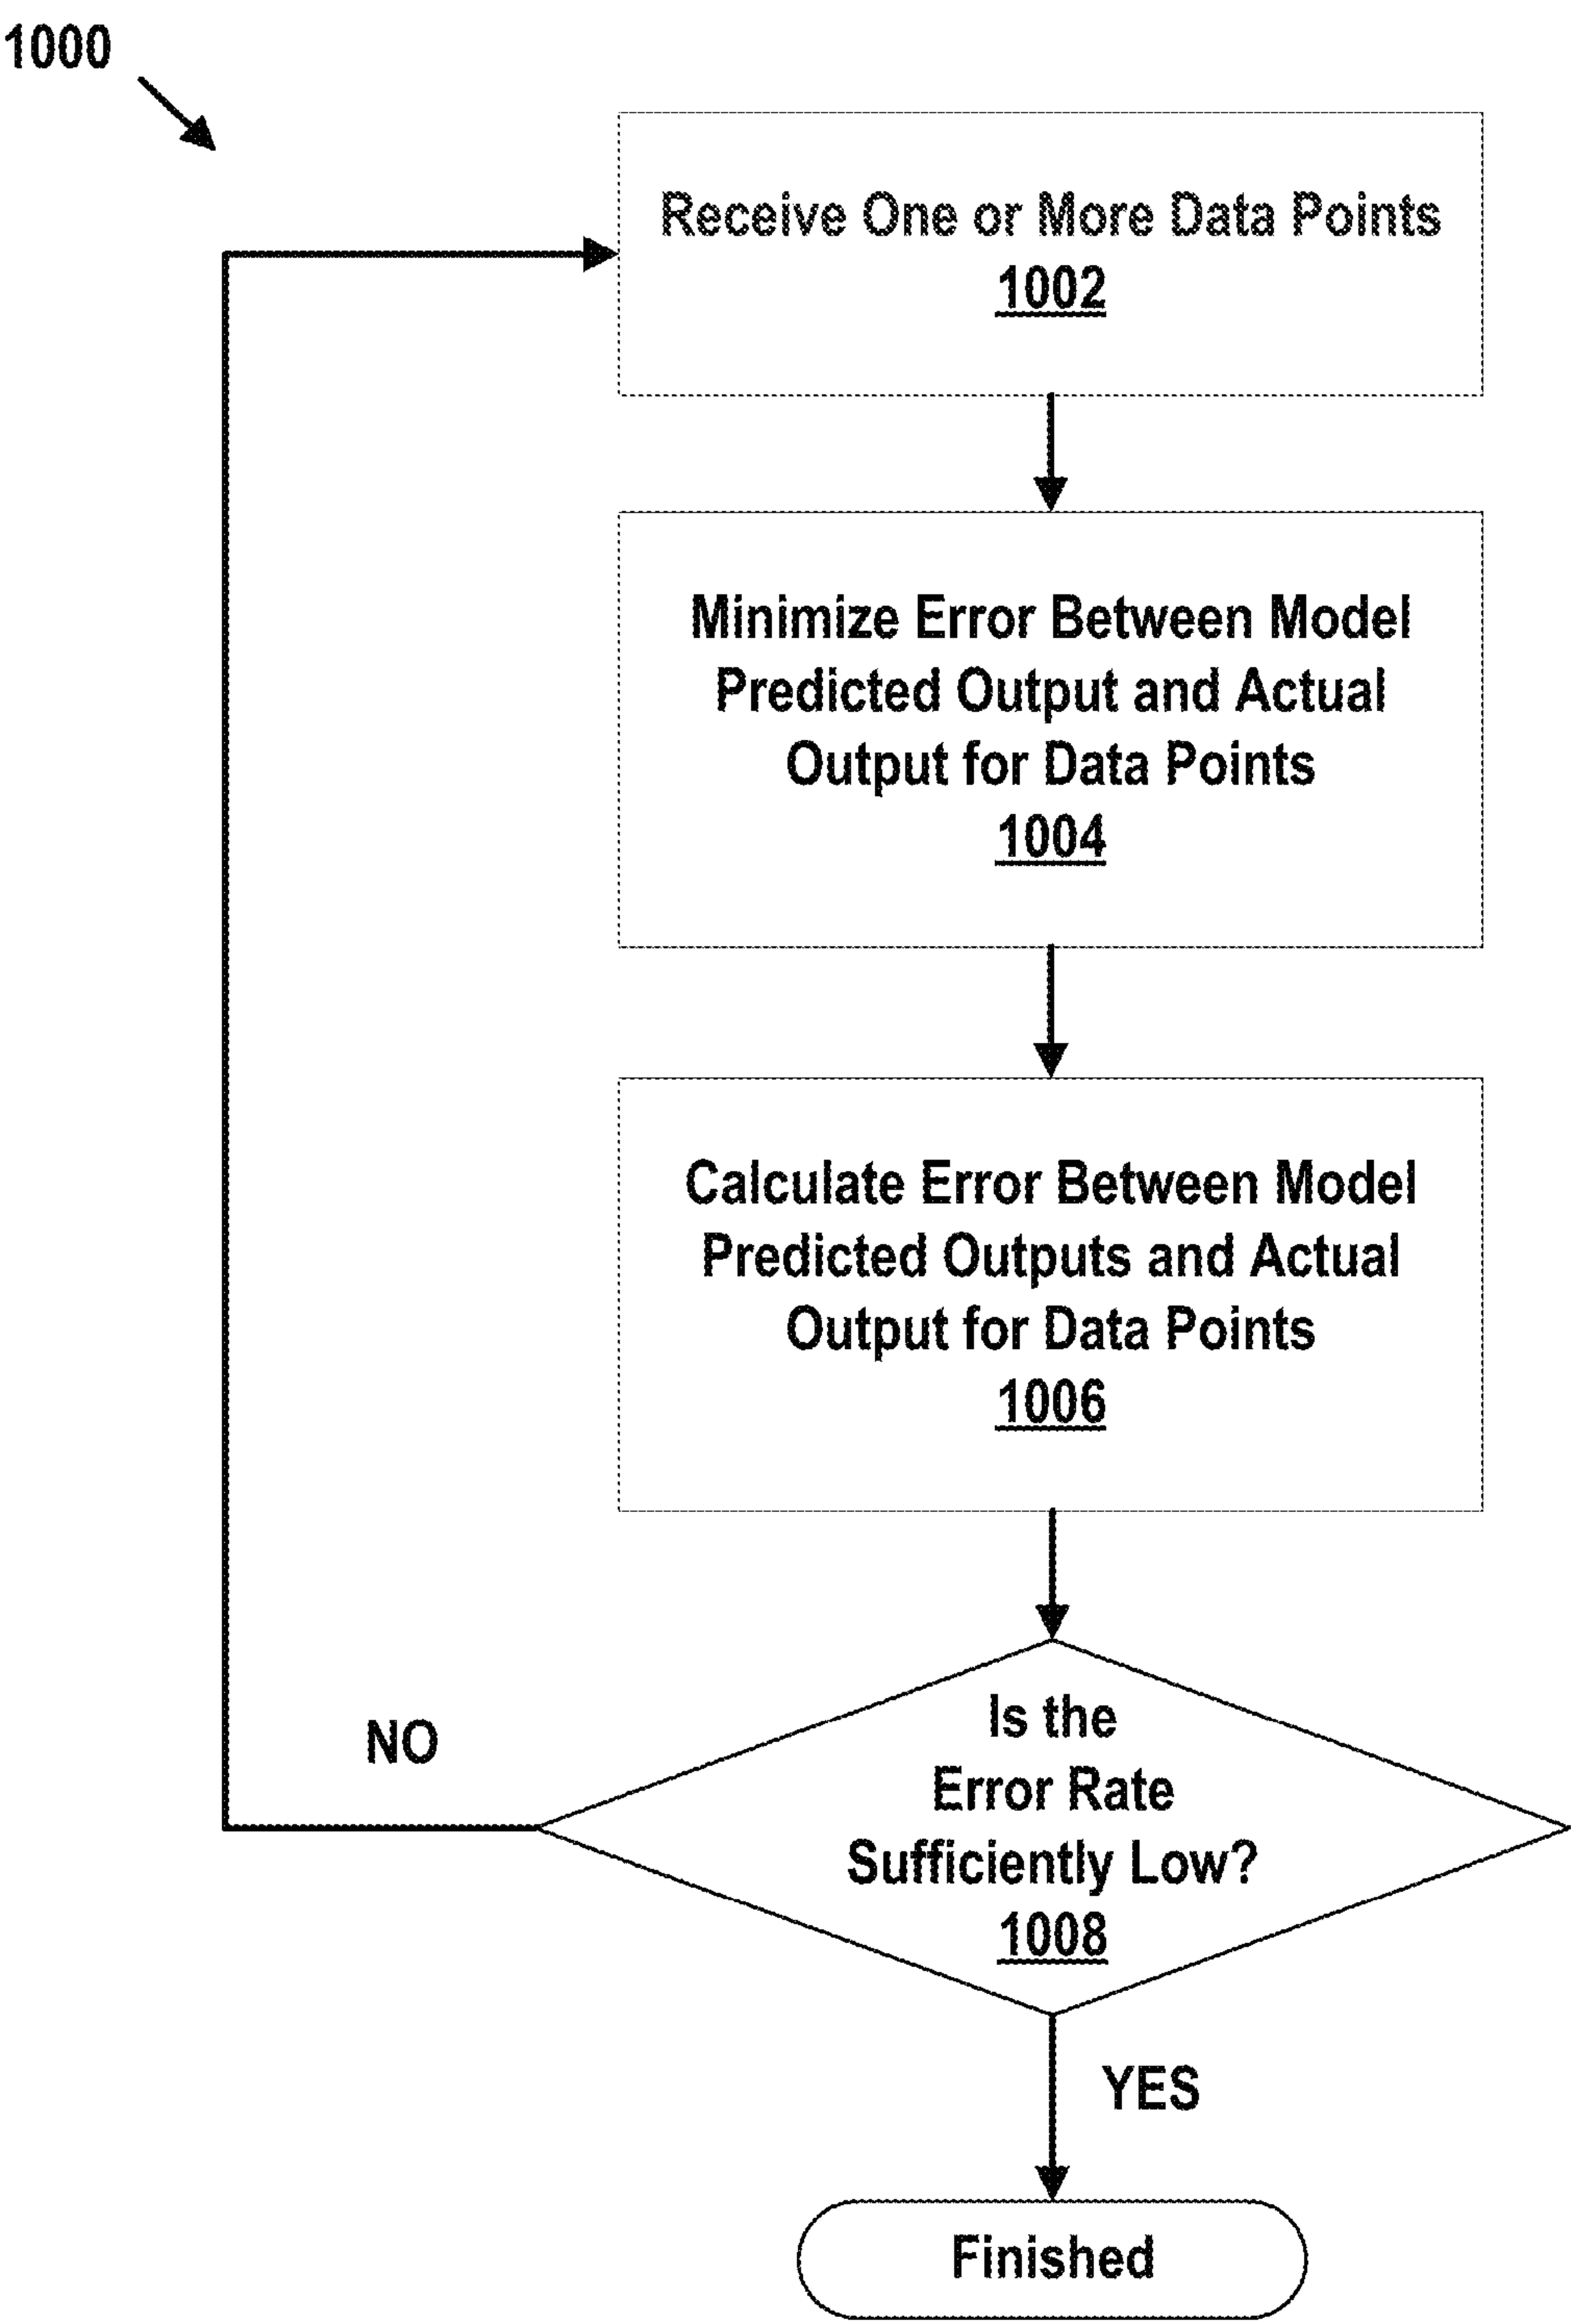 1000
Receive One or More Data Points
1002
Minimize Error Between Model
Predicted Output and Actual
Output for Data Points
1004
Calculate Error Between Model
Predicted Outputs and Actual
Output for Data Points
1006
Is the
Error Rate
Sufficiently Low?
1008
NO
YES
Finished